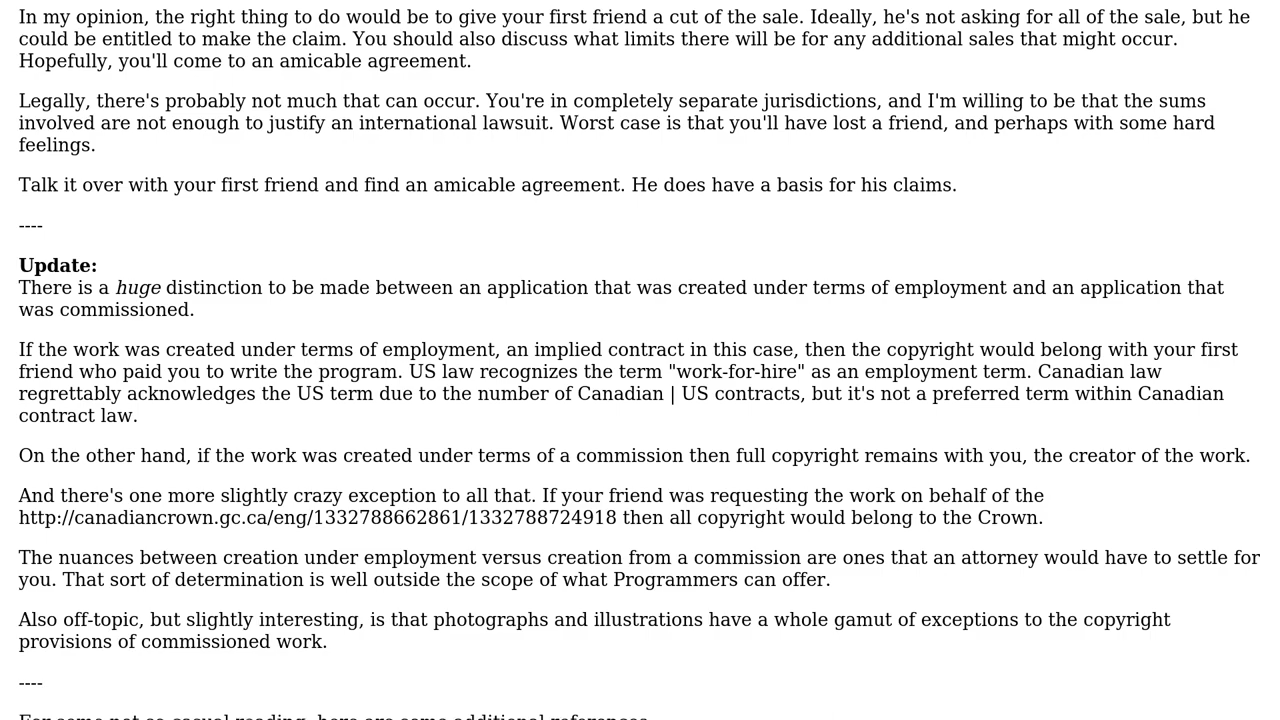 In my opinion, the right thing to do would be to give your first friend a cut of the sale. Ideally, he's not asking for all of the sale, but he
could be entitled to make the claim. You should also discuss what limits there will be for any additional sales that might occur.
Hopefully, you'll come to an amicable agreement.
Legally, there's probably not much that can occur. You're in completely separate jurisdictions, and I'm willing to be that the sums
involved are not enough to justify an international lawsuit. Worst case is that you'll have lost a friend, and perhaps with some hard
feelings.
Talk it over with your first friend and find an amicable agreement. He does have a basis for his claims.
----
Update:
There is a huge distinction to be made between an application that was created under terms of employment and an application that
was commissioned.
If the work was created under terms of employment, an implied contract in this case, then the copyright would belong with your first
friend who paid you to write the program. US law recognizes the term "work-for-hire" as an employment term. Canadian law
regrettably acknowledges the US term due to the number of Canadian | US contracts, but it's not a preferred term within Canadian
contract law.
On the other hand, if the work was created under terms of a commission then full copyright remains with you, the creator of the work.
And there's one more slightly crazy exception to all that. If your friend was requesting the work on behalf of the
http://canadiancrown.gc.ca/eng/1332788662861/1332788724918 then all copyright would belong to the Crown.
The nuances between creation under employment versus creation from a commission are ones that an attorney would have to settle for
you. That sort of determination is well outside the scope of what Programmers can offer.
Also off-topic, but slightly interesting, is that photographs and illustrations have a whole gamut of exceptions to the copyright
provisions of commissioned work.
----
For some not so casual reading, here are some additional references